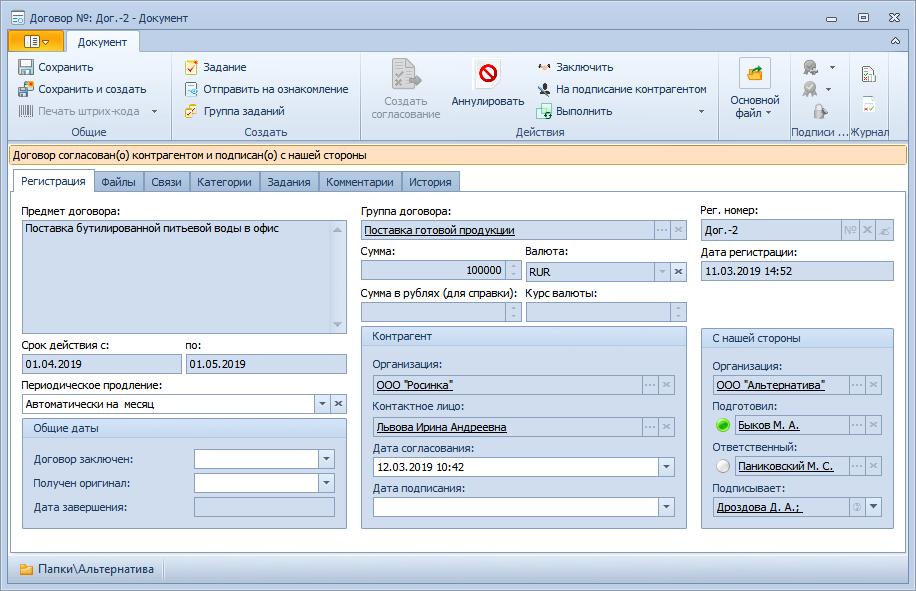 Договор №: Дог.-2 - Документ
Документ
Сохранить
Сохранить и создать
Печать штрих-кода
Общие
Задание
Отправить на ознакомление
Группа заданий
Создать
Создать
согласование
Аннулировать
Заключить
На подписание контрагентом
Выполнить
Действия
Основной
файл
Подписи ...
Журнал
Договор согласован(о) контрагентом и подписан(о) с нашей стороны
Регистрация Файлы Связи Категории Задания Комментарии История
Предмет договора:
Поставка бутилированной питьевой воды в офис
Срок действия с: по:
01.04.2019 01.05.2019
Периодическое продление:
Автоматически на месяц
Общие даты
Договор заключен:
Получен оригинал:
Дата завершения:
Группа договора:
Поставка готовой продукции
Сумма: Валюта:
100000 RUR
Сумма в рублях (для справки): Курс валюты:
Контрагент
Организация:
ООО "Росинка"
Контактное лицо:
Львова Ирина Андреевна
Дата согласования:
12.03.2019 10:42
Дата подписания:
Рег. номер:
Дог.-2 №
Дата регистрации:
11.03.2019 14:52
С нашей стороны
Организация:
ООО "Альтернатива"
Подготовил:
Быков М. А.
Ответственный:
Паниковский М. С.
Подписывает:
Дроздова Д. А.;
Папки\Альтернатива